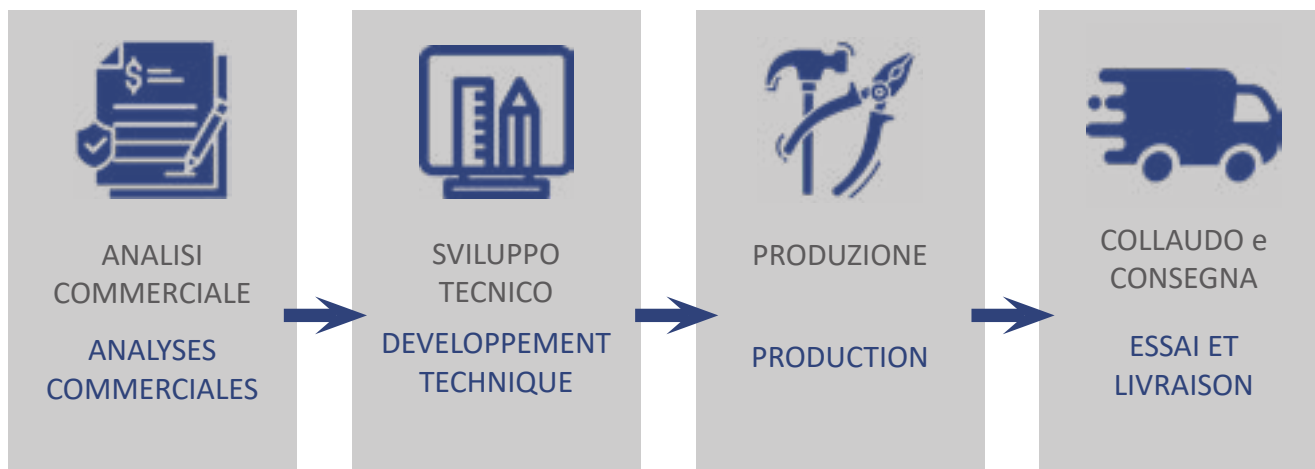 $
ANALISI
COMMERCIALE
ANALYSES
COMMERCIALES
SVILUPPO
TECNICO
DEVELOPPEMENT
TECHNIQUE
PRODUZIONE
PRODUCTION
COLLAUDO e
CONSEGNA
ESSAI ET
LIVRAISON